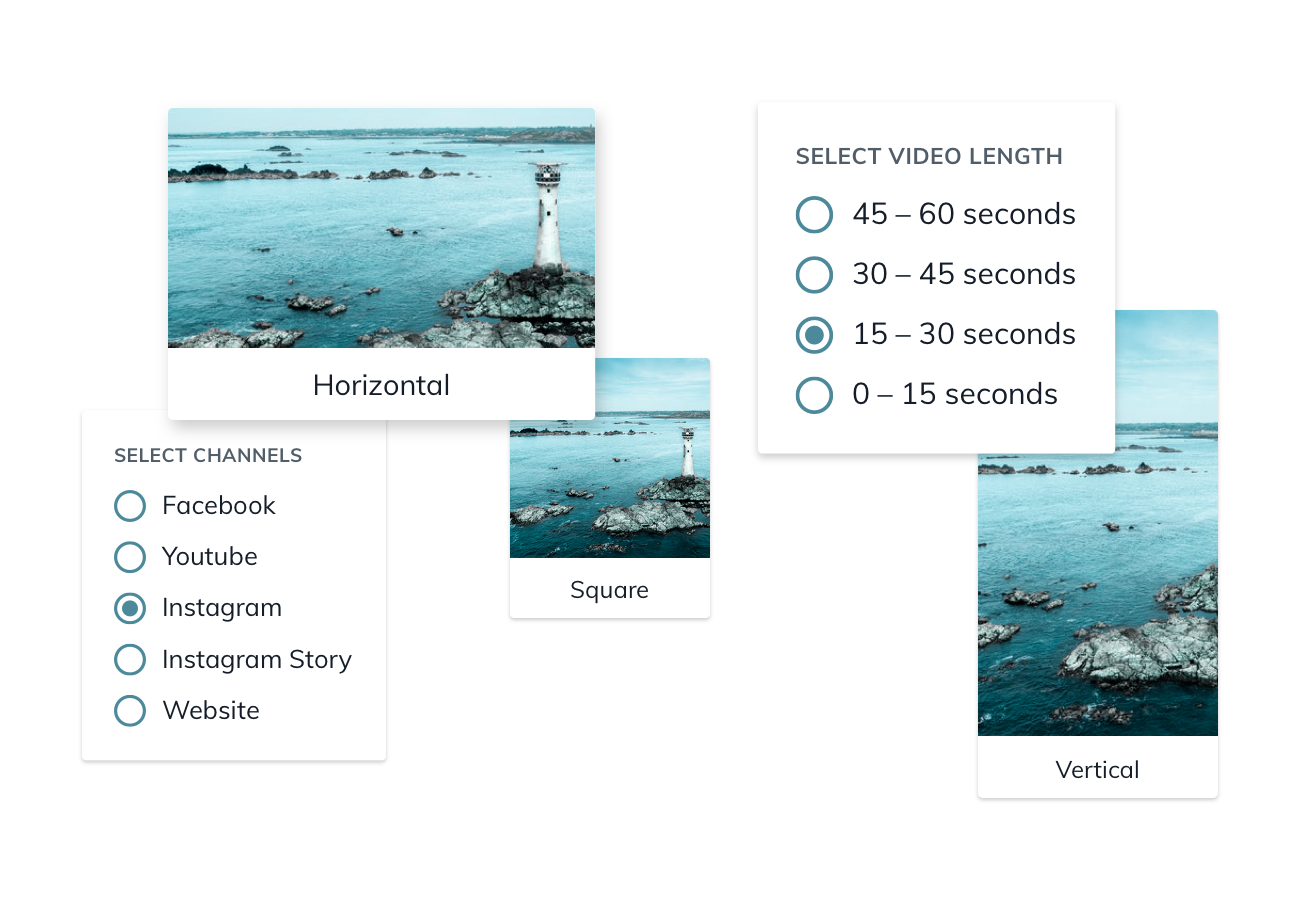 Horizontal
SELECT CHANNELS
Facebook
Youtube
Instagram
Instagram Story
Website
Square
SELECT VIDEO LENGTH
45 – 60 seconds
30 – 45 seconds
15 – 30 seconds
0 – 15 seconds
Vertical